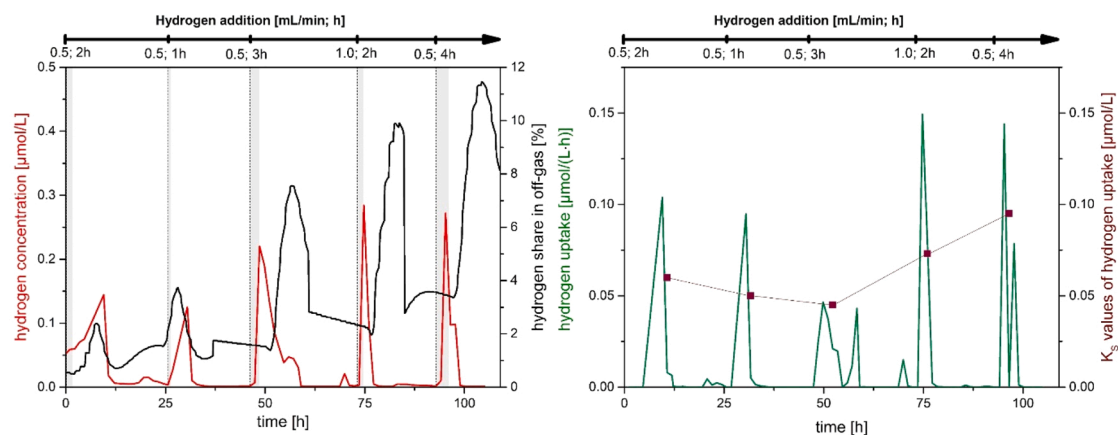 Hydrogen addition [mL/min; h]
0.5; 2h 0.5; 1h 0.5; 3h 1.0; 2h 0.5; 4h
0.5
0.4
0.3
0.2
0.1
0.0
hydrogen concentration [µmol/L]
12
10
8
6
4
2
0
hydrogen share in off-gas [%]
0 25 50 75 100
time [h]
Hydrogen addition [mL/min; h]
0.5; 2h 0.5; 1h 0.5; 3h 1.0; 2h 0.5; 4h
0.15
0.10
0.05
0.00
hydrogen uptake [µmol/(L·h)]
0.15
0.10
0.05
0.00
K_S values of hydrogen uptake [µmol/L]
0 25 50 75 100
time [h]